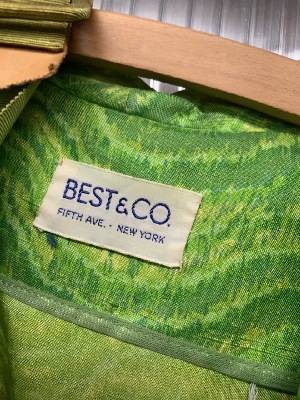 BEST & CO.
FIFTH AVE. · NEW YORK